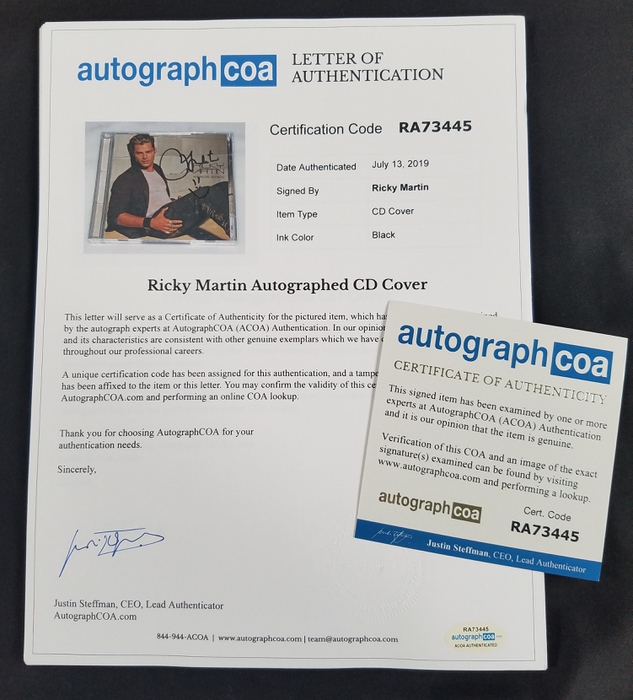 autographcoa
LETTER OF
AUTHENTICATION
Certification Code RA73445
Date Authenticated July 13, 2019
Signed By Ricky Martin
Item Type CD Cover
Ink Color Black
Ricky Martin Autographed CD Cover
This letter will serve as a Certificate of Authenticity for the pictured item, which
by the autograph experts at AutographCOA (ACOA) Authentication. In our
and its characteristics are consistent with other genuine exemplars which we have
throughout our professional careers.
A unique certification code has been assigned for this authentication, and a
has been affixed to the item or this letter. You may confirm the validity of this
AutographCOA.com and performing an online COA lookup.
Thank you for choosing AutographCOA for your
authentication needs.
Sincerely,
Justin Steffman, CEO, Lead Authenticator
AutographCOA.com
844-944-ACOA | www.autographcoa.com | team@autographcoa.com
RA73445
autographcoa
ACOA AUTHENTICATED
autographcoa
CERTIFICATE OF AUTHENTICITY
This signed item has been examined by one or more
experts at AutographCOA (ACOA) Authentication
and it is our opinion that the item is genuine.
Verification of this COA and an image of the exact
signature(s) examined can be found by visiting
www.autographcoa.com and performing a lookup.
autographcoa
Cert. Code
RA73445
Justin Steffman, CEO, Lead Authenticator